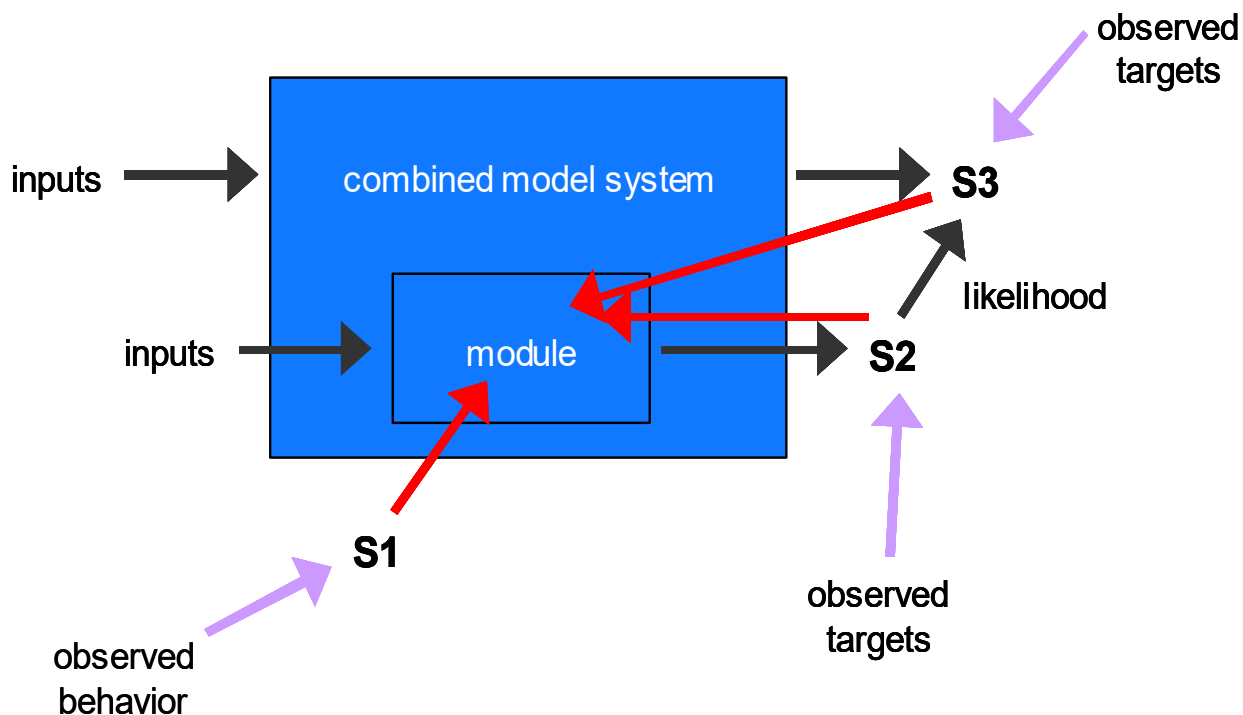 observed
targets
inputs
combined model system
S3
likelihood
inputs
module
S2
S1
observed
targets
observed
behavior